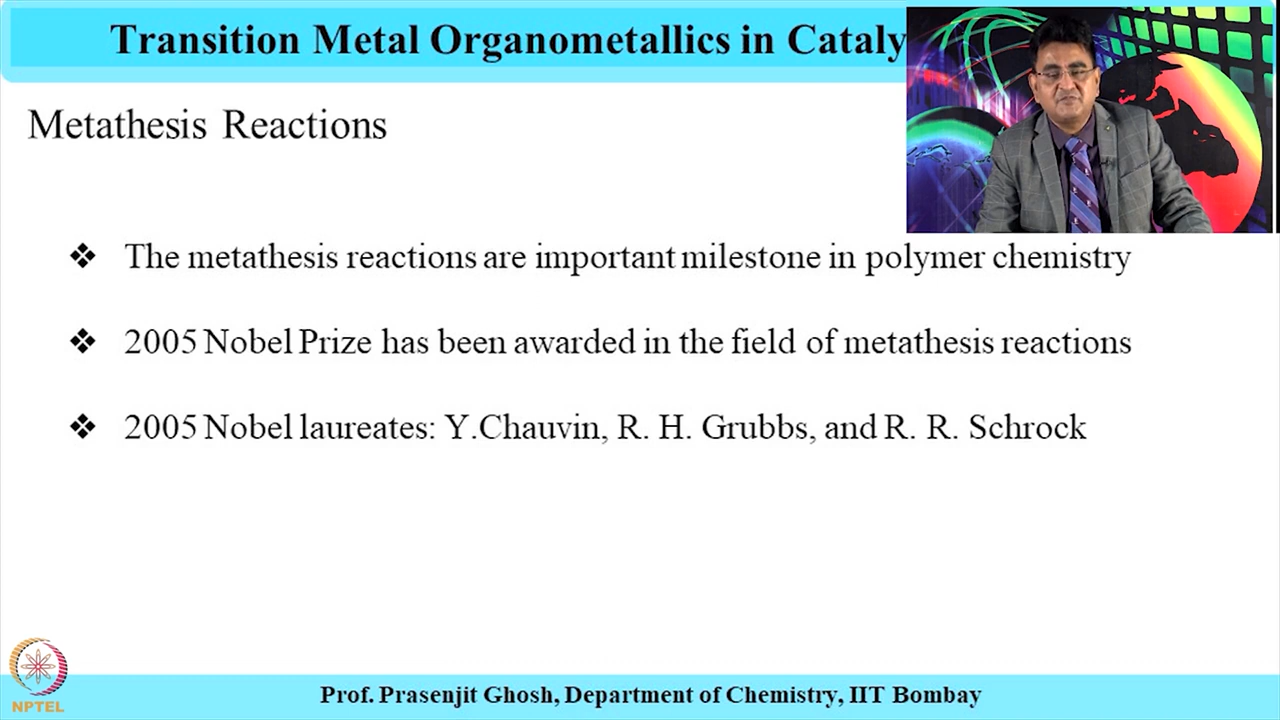 Transition Metal Organometallics in Cataly
Metathesis Reactions
❖ The metathesis reactions are important milestone in polymer chemistry
❖ 2005 Nobel Prize has been awarded in the field of metathesis reactions
❖ 2005 Nobel laureates: Y.Chauvin, R. H. Grubbs, and R. R. Schrock
NPTEL
Prof. Prasenjit Ghosh, Department of Chemistry, IIT Bombay